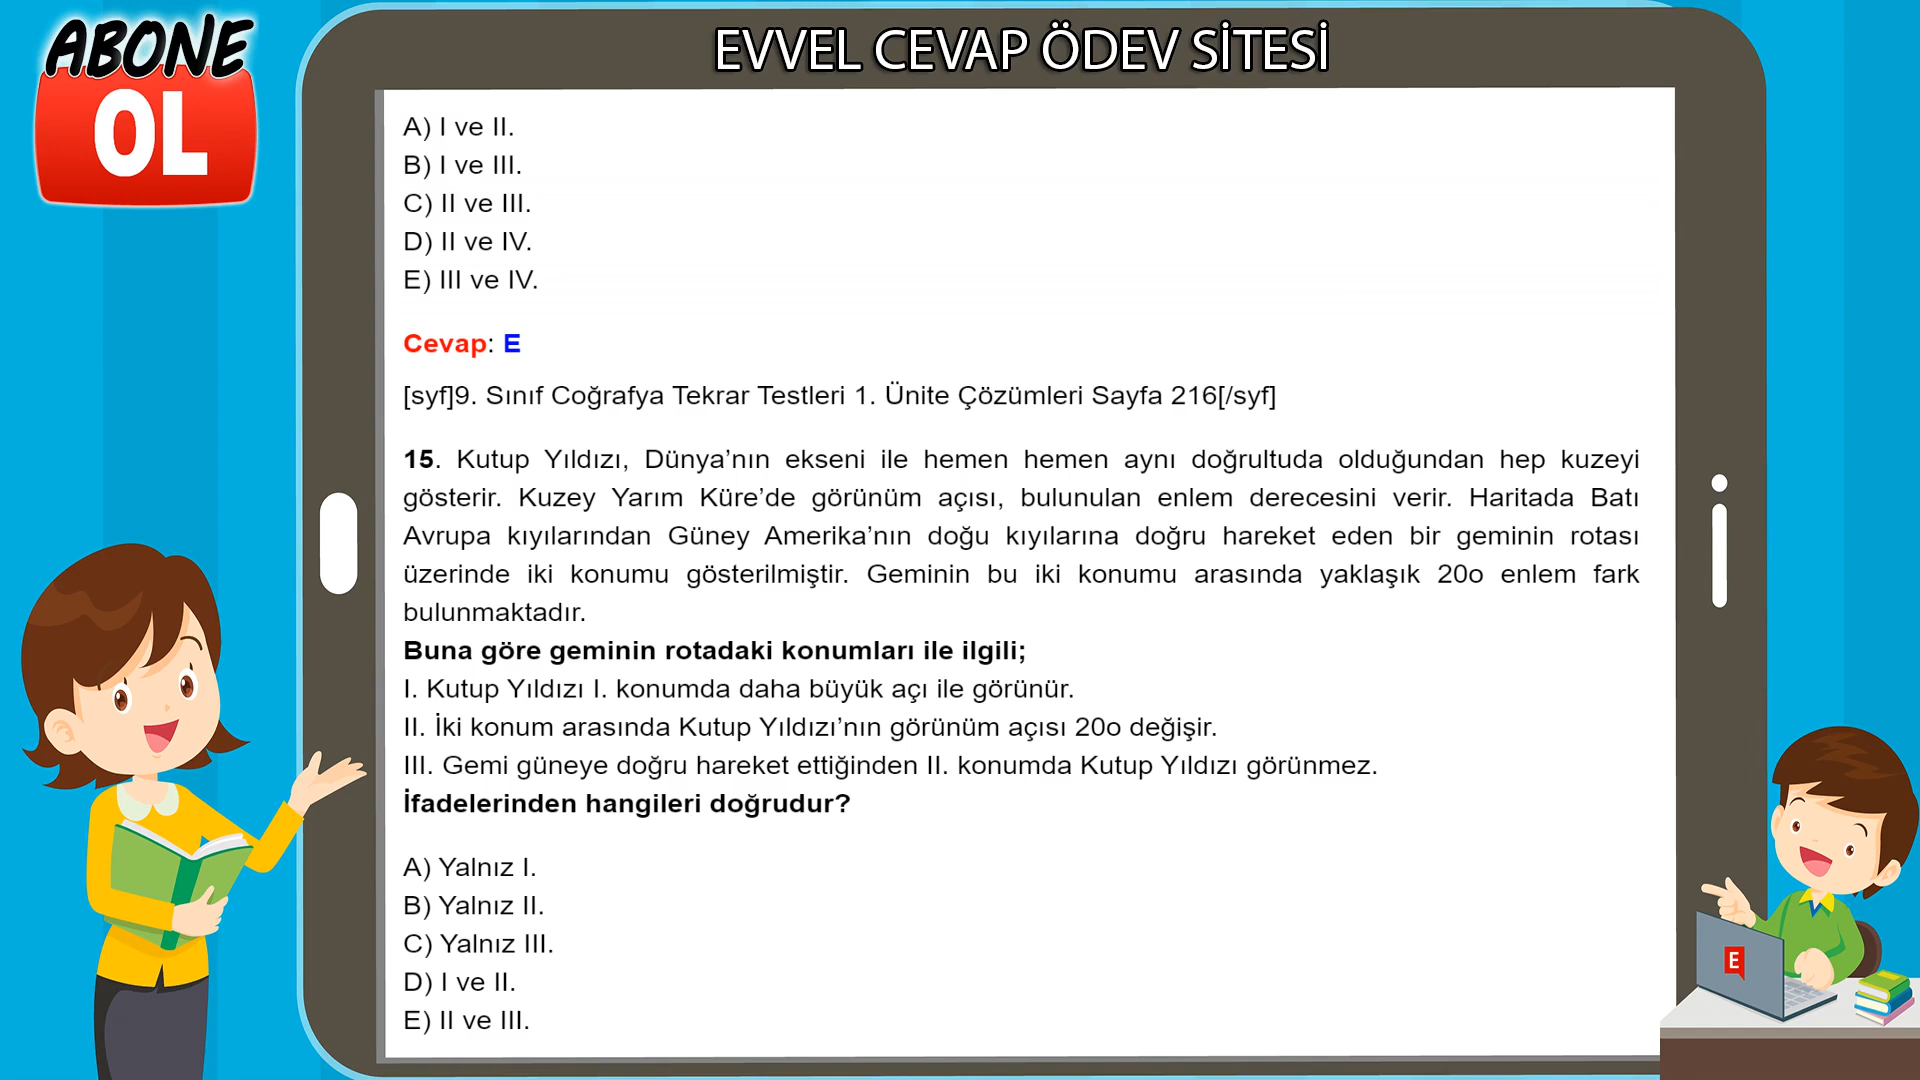 ABONE
OL
EVVEL CEVAP ÖDEV SİTESİ
A) I ve II.
B) I ve III.
C) II ve III.
D) II ve IV.
E) III ve IV.
Cevap: E
[syf]9. Sınıf Coğrafya Tekrar Testleri 1. Ünite Çözümleri Sayfa 216[/syf]
15. Kutup Yıldızı, Dünya’nın ekseni ile hemen hemen aynı doğrultuda olduğundan hep kuzeyi
gösterir. Kuzey Yarım Küre’de görünüm açısı, bulunulan enlem derecesini verir. Haritada Batı
Avrupa kıyılarından Güney Amerika’nın doğu kıyılarına doğru hareket eden bir geminin rotası
üzerinde iki konumu gösterilmiştir. Geminin bu iki konumu arasında yaklaşık 20o enlem fark
bulunmaktadır.
Buna göre geminin rotadaki konumları ile ilgili;
I. Kutup Yıldızı I. konumda daha büyük açı ile görünür.
II. İki konum arasında Kutup Yıldızı’nın görünüm açısı 20o değişir.
III. Gemi güneye doğru hareket ettiğinden II. konumda Kutup Yıldızı görünmez.
İfadelerinden hangileri doğrudur?
A) Yalnız I.
B) Yalnız II.
C) Yalnız III.
D) I ve II.
E) II ve III.
E